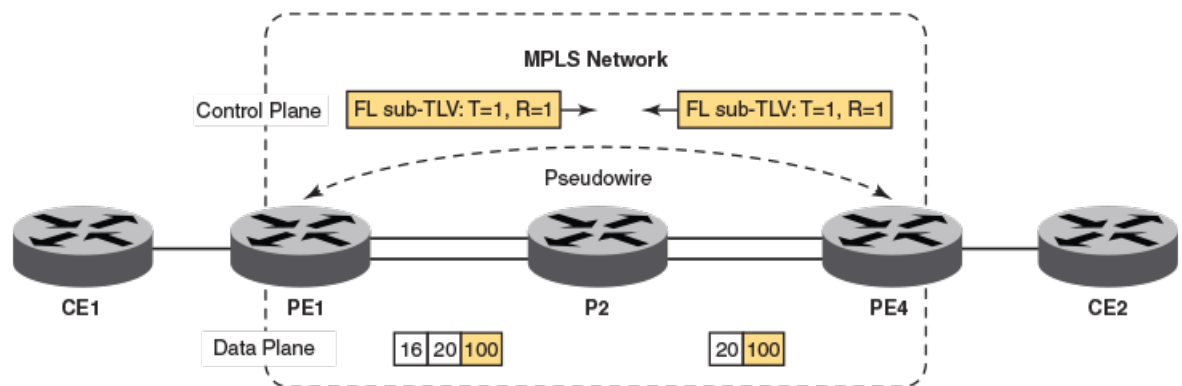 MPLS Network
Control Plane
FL sub-TLV: T=1, R=1
FL sub-TLV: T=1, R=1
Pseudowire
CE1
PE1
P2
PE4
CE2
Data Plane
16 20 100
20 100